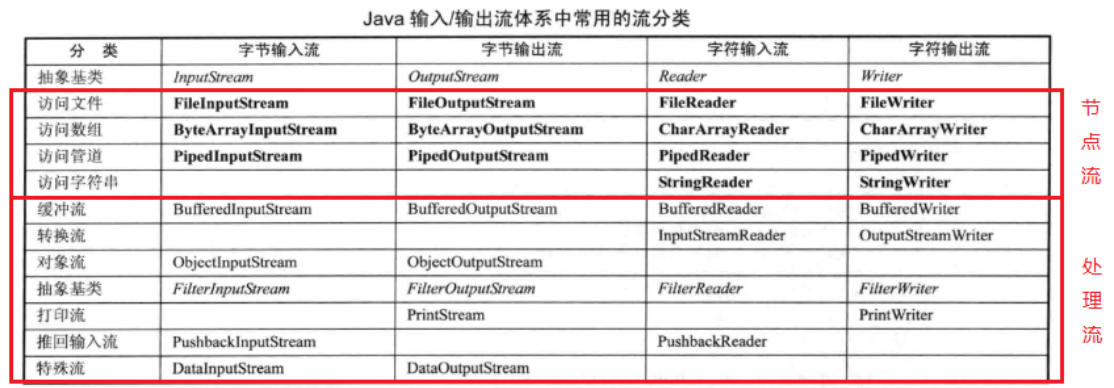 Java 输入/输出流体系中常用的流分类
分 类 字节输入流 字节输出流 字符输入流 字符输出流
抽象基类 InputStream OutputStream Reader Writer
访问文件 FileInputStream FileOutputStream FileReader FileWriter
访问数组 ByteArrayInputStream ByteArrayOutputStream CharArrayReader CharArrayWriter
访问管道 PipedInputStream PipedOutputStream PipedReader PipedWriter
访问字符串 StringReader StringWriter
节点流
缓冲流 BufferedInputStream BufferedOutputStream BufferedReader BufferedWriter
转换流 InputStreamReader OutputStreamWriter
对象流 ObjectInputStream ObjectOutputStream
抽象基类 FilterInputStream FilterOutputStream FilterReader FilterWriter
打印流 PrintStream PrintWriter
推回输入流 PushbackInputStream PushbackReader
特殊流 DataInputStream DataOutputStream
处理流